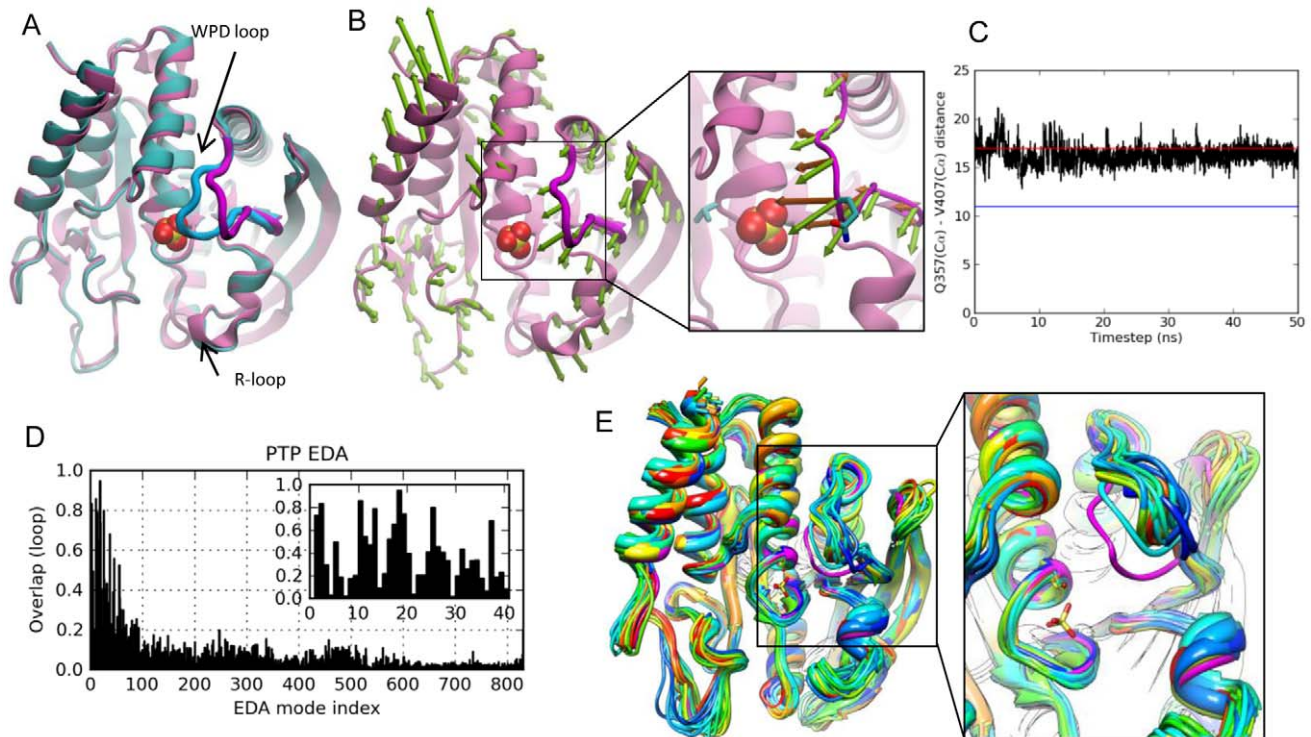 A
WPD loop
R-loop
B
C
25
20
15
10
5
0
Q357(Cα) - V407(Cα) distance
0 10 20 30 40 50
Timestep (ns)
D
PTP EDA
1.0
0.8
0.6
0.4
0.2
0.0
Overlap (loop)
1.0
0.8
0.6
0.4
0.2
0.0
0 10 20 30 40
0 100 200 300 400 500 600 700 800
EDA mode index
E